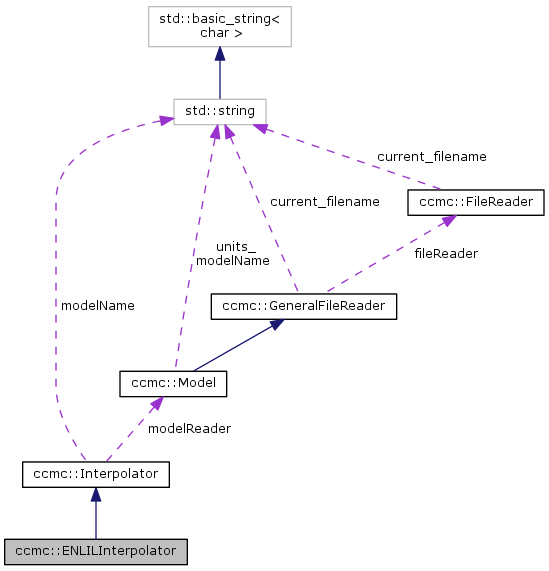 std::basic_string<
char >
std::string
current_filename
ccmc::FileReader
current_filename
units_
modelName
fileReader
modelName
ccmc::GeneralFileReader
ccmc::Model
modelReader
ccmc::Interpolator
ccmc::ENLILInterpolator